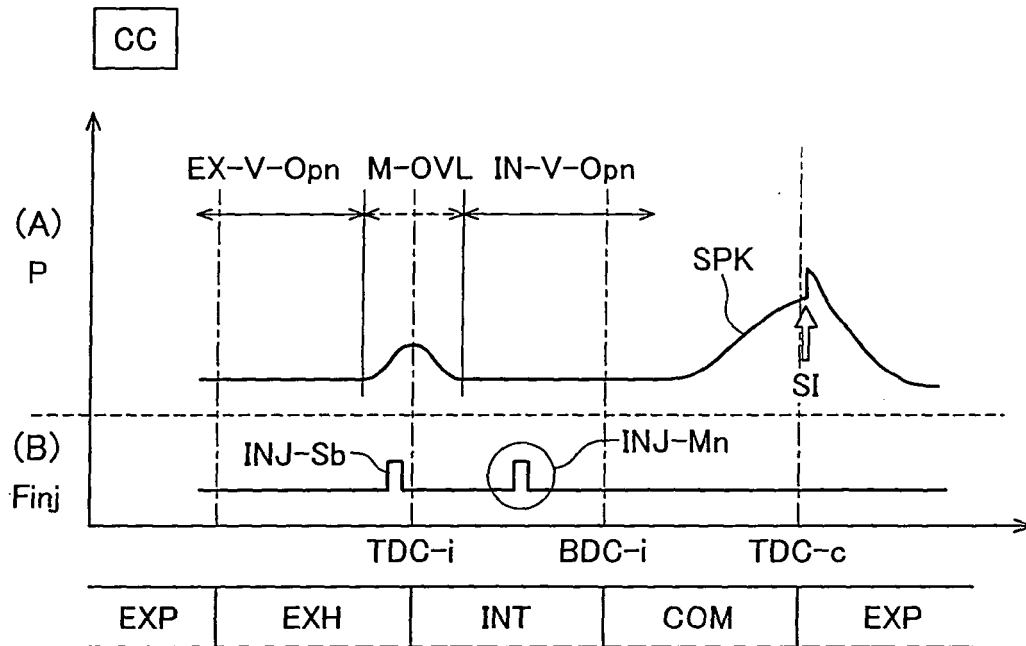 CC
EX-V-Opn M-OVL IN-V-Opn
(A)
P
SPK
SI
(B)
Finj
INJ-Sb
INJ-Mn
TDC-i BDC-i TDC-c
EXP EXH INT COM EXP